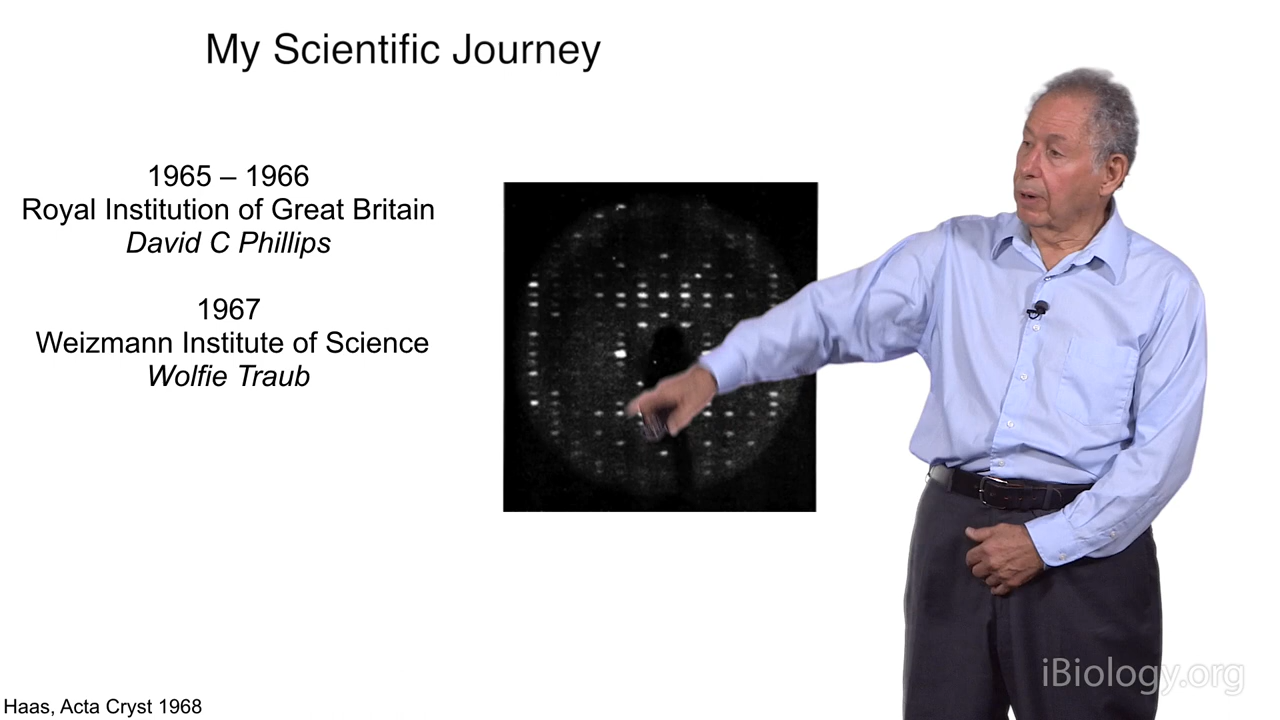 My Scientific Journey
1965 – 1966
Royal Institution of Great Britain
David C Phillips
1967
Weizmann Institute of Science
Wolfie Traub
Haas, Acta Cryst 1968
iBiology.org